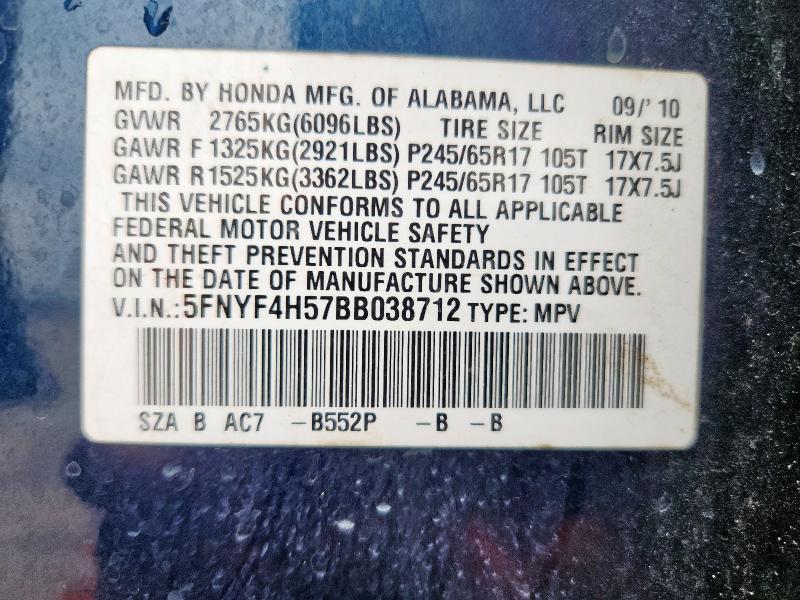 MFD. BY HONDA MFG. OF ALABAMA, LLC 09/' 10
GVWR 2765KG(6096LBS) TIRE SIZE RIM SIZE
GAWR F 1325KG(2921LBS) P245/65R17 105T 17X7.5J
GAWR R 1525KG(3362LBS) P245/65R17 105T 17X7.5J
THIS VEHICLE CONFORMS TO ALL APPLICABLE
FEDERAL MOTOR VEHICLE SAFETY
AND THEFT PREVENTION STANDARDS IN EFFECT
ON THE DATE OF MANUFACTURE SHOWN ABOVE.
V.I.N.: 5FNYF4H57BB038712 TYPE: MPV
SZA B AC7 -B552P -B -B